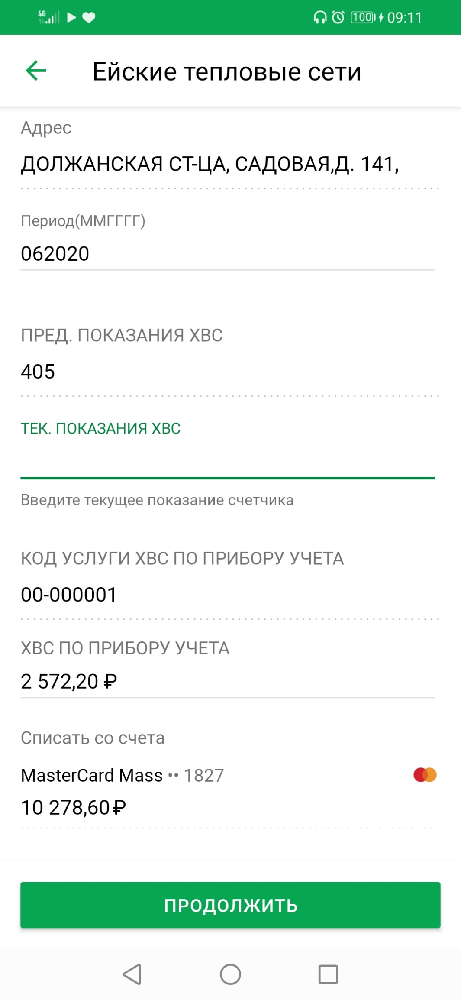 4G 100 09:11
Ейские тепловые сети
Адрес
ДОЛЖАНСКАЯ СТ-ЦА, САДОВАЯ,Д. 141,
Период(ММГГГГ)
062020
ПРЕД. ПОКАЗАНИЯ ХВС
405
ТЕК. ПОКАЗАНИЯ ХВС
Введите текущее показание счетчика
КОД УСЛУГИ ХВС ПО ПРИБОРУ УЧЕТА
00-000001
ХВС ПО ПРИБОРУ УЧЕТА
2 572,20 ₽
Списать со счета
MasterCard Mass •• 1827
10 278,60 ₽
ПРОДОЛЖИТЬ